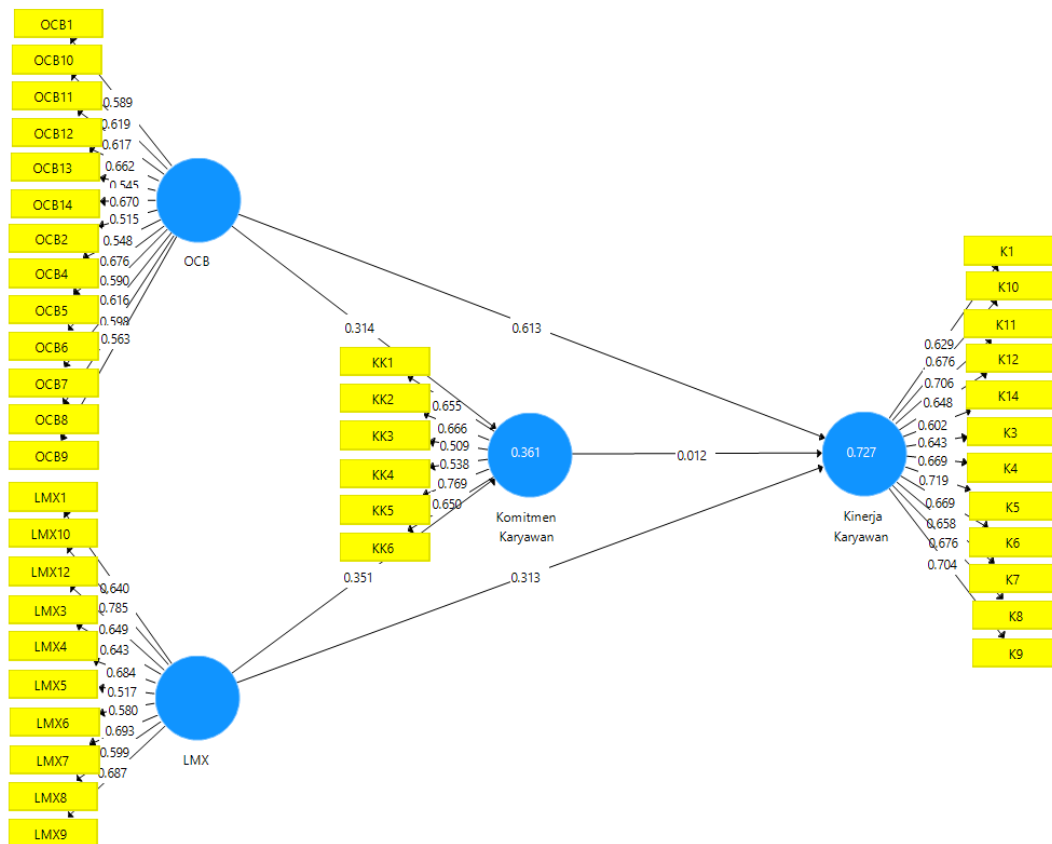 OCB1
OCB10
OCB11
OCB12
OCB13
OCB14
OCB2
OCB4
OCB5
OCB6
OCB7
OCB8
OCB9
0.589
0.619
0.617
0.662
0.545
0.670
0.515
0.548
0.676
0.590
0.616
0.598
0.563
OCB
0.314
0.613
KK1
KK2
KK3
KK4
KK5
KK6
0.655
0.666
0.509
0.538
0.769
0.650
0.361
Komitmen
Karyawan
0.012
0.351
0.313
LMX1
LMX10
LMX12
LMX3
LMX4
LMX5
LMX6
LMX7
LMX8
LMX9
0.640
0.785
0.649
0.643
0.684
0.517
0.580
0.693
0.599
0.687
LMX
0.727
Kinerja
Karyawan
0.629
0.676
0.706
0.648
0.602
0.643
0.669
0.719
0.669
0.658
0.676
0.704
K1
K10
K11
K12
K14
K3
K4
K5
K6
K7
K8
K9